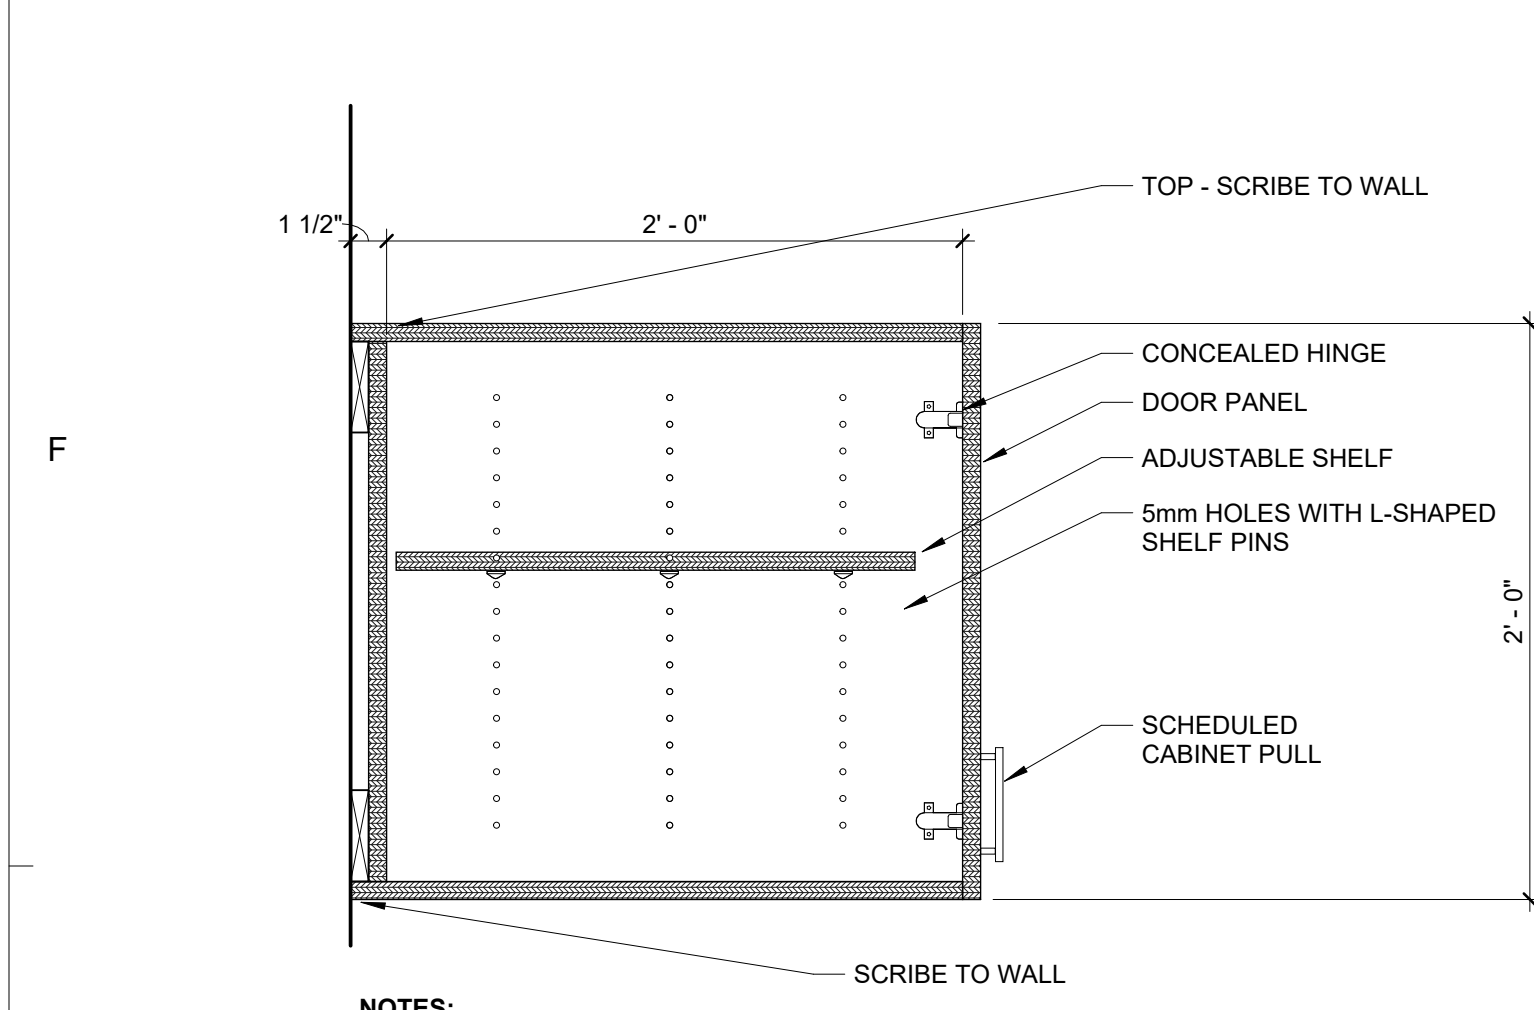 TOP - SCRIBE TO WALL
1 1/2"
2' - 0"
CONCEALED HINGE
DOOR PANEL
F
ADJUSTABLE SHELF
5mm HOLES WITH L-SHAPED
SHELF PINS
2' - 0"
SCHEDULED
CABINET PULL
SCRIBE TO WALL
NOTES: